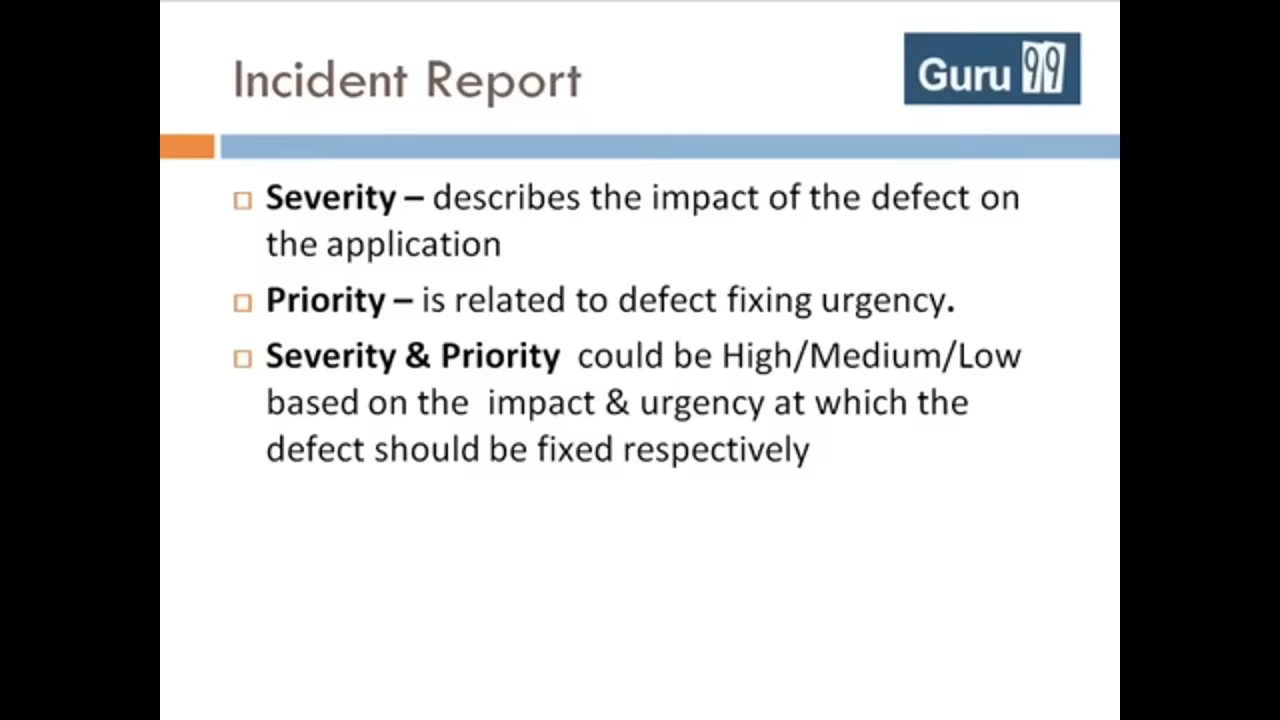 Incident Report
Guru 99
Severity – describes the impact of the defect on
the application
Priority – is related to defect fixing urgency.
Severity & Priority could be High/Medium/Low
based on the impact & urgency at which the
defect should be fixed respectively